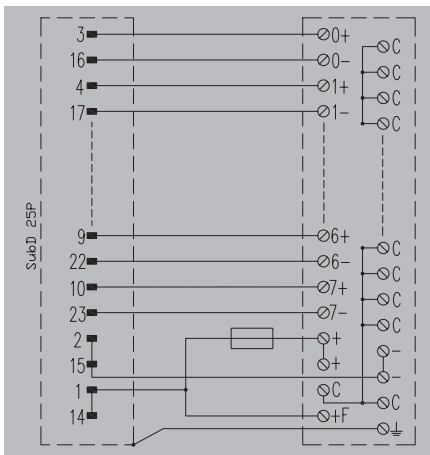 3 0+ C
16 0- C
4 1+ C
17 1- C
SubD 25P
9 6+ C
22 6- C
10 7+ C
23 7- C
2 + -
15 + -
1 C C
14 +F